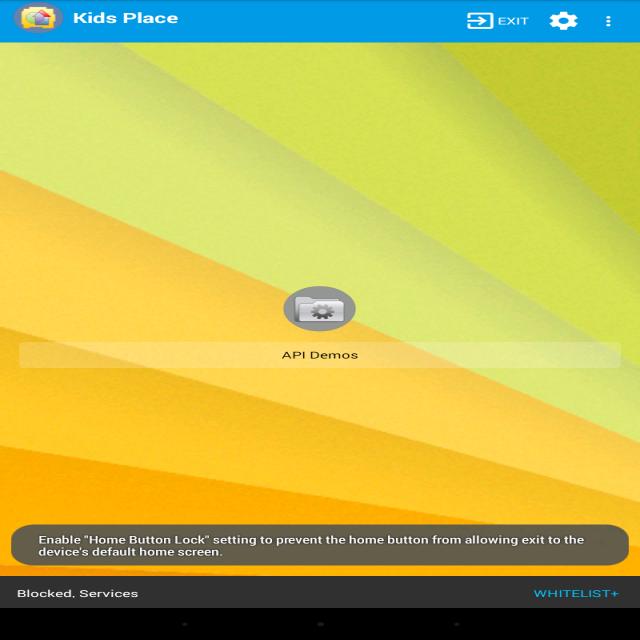 Kids Place
EXIT
API Demos
Enable "Home Button Lock" setting to prevent the home button from allowing exit to the
device's default home screen.
Blocked, Services
WHITELIST+